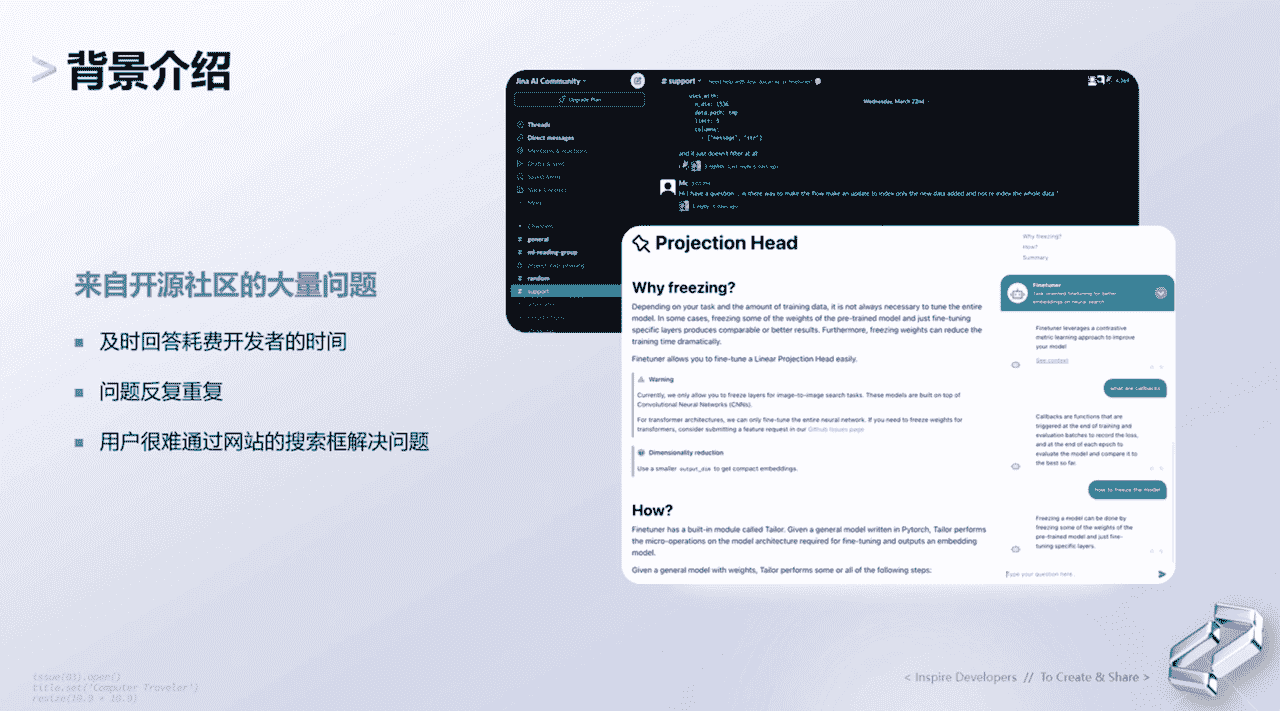 > 背景介绍
来自开源社区的大量问题
及时回答耗费开发者的时间
问题反复重复
用户很难通过网站的搜索框解决问题
Jina AI Community
Upgrade Plan
Threads
Direct messages
Mentions & reactions
general
ml-reading-group
random
support
# support
Wednesday, March 22nd
uses_with:
columns:
and it just doesn't filter at all
Hi I have a question , is there way to make the flow make an update to index only the new data added and not re index the whole data ?
Projection Head
Why freezing?
Depending on your task and the amount of training data, it is not always necessary to tune the entire
model. In some cases, freezing some of the weights of the pre-trained model and just fine-tuning
specific layers produces comparable or better results. Furthermore, freezing weights can reduce the
training time dramatically.
Finetuner allows you to fine-tune a Linear Projection Head easily.
Warning
Currently, we only allow you to freeze layers for image-to-image search tasks. These models are built on top of
Convolutional Neural Networks (CNNs).
For transformer architectures, we can only fine-tune the entire neural network. If you need to freeze weights for
transformers, consider submitting a feature request in our Github Issues page
Dimensionality reduction
Use a smaller output_dim to get compact embeddings.
How?
Finetuner has a built-in module called Tailor. Given a general model written in Pytorch, Tailor performs
the micro-operations on the model architecture required for fine-tuning and outputs an embedding
model.
Given a general model with weights, Tailor performs some or all of the following steps:
Why freezing?
How?
Summary
Finetuner
Task-oriented finetuning for better
embeddings on neural search
Finetuner leverages a contrastive
metric learning approach to improve
your model
See context
what are callbacks
Callbacks are functions that are
triggered at the end of training and
evaluation batches to record the loss,
and at the end of each epoch to
evaluate the model and compare it to
the best so far.
how to freeze the model
Freezing a model can be done by
freezing some of the weights of the
pre-trained model and just fine-
tuning specific layers.
Type your question here...
issue(01).open()
title.set('Computer Traveler')
resize(10.0 × 10.0)
< Inspire Developers // To Create & Share >